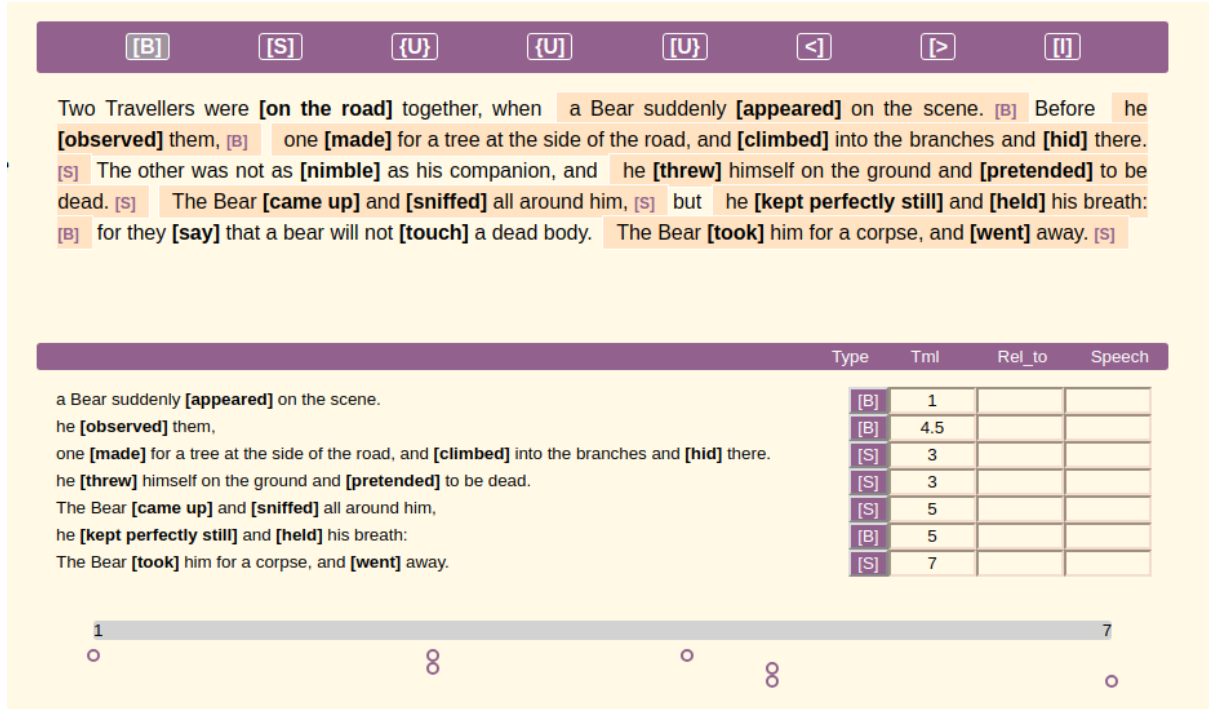 [B] [S] {U} {U] [U} <] [> [I]
Two Travellers were [on the road] together, when a Bear suddenly [appeared] on the scene. [B] Before he
[observed] them, [B] one [made] for a tree at the side of the road, and [climbed] into the branches and [hid] there.
[S] The other was not as [nimble] as his companion, and he [threw] himself on the ground and [pretended] to be
dead. [S] The Bear [came up] and [sniffed] all around him, [S] but he [kept perfectly still] and [held] his breath:
[B] for they [say] that a bear will not [touch] a dead body. The Bear [took] him for a corpse, and [went] away. [S]
Type Tml Rel_to Speech
a Bear suddenly [appeared] on the scene. [B] 1
he [observed] them, [B] 4.5
one [made] for a tree at the side of the road, and [climbed] into the branches and [hid] there. [S] 3
he [threw] himself on the ground and [pretended] to be dead. [S] 3
The Bear [came up] and [sniffed] all around him, [S] 5
he [kept perfectly still] and [held] his breath: [B] 5
The Bear [took] him for a corpse, and [went] away. [S] 7
1 7